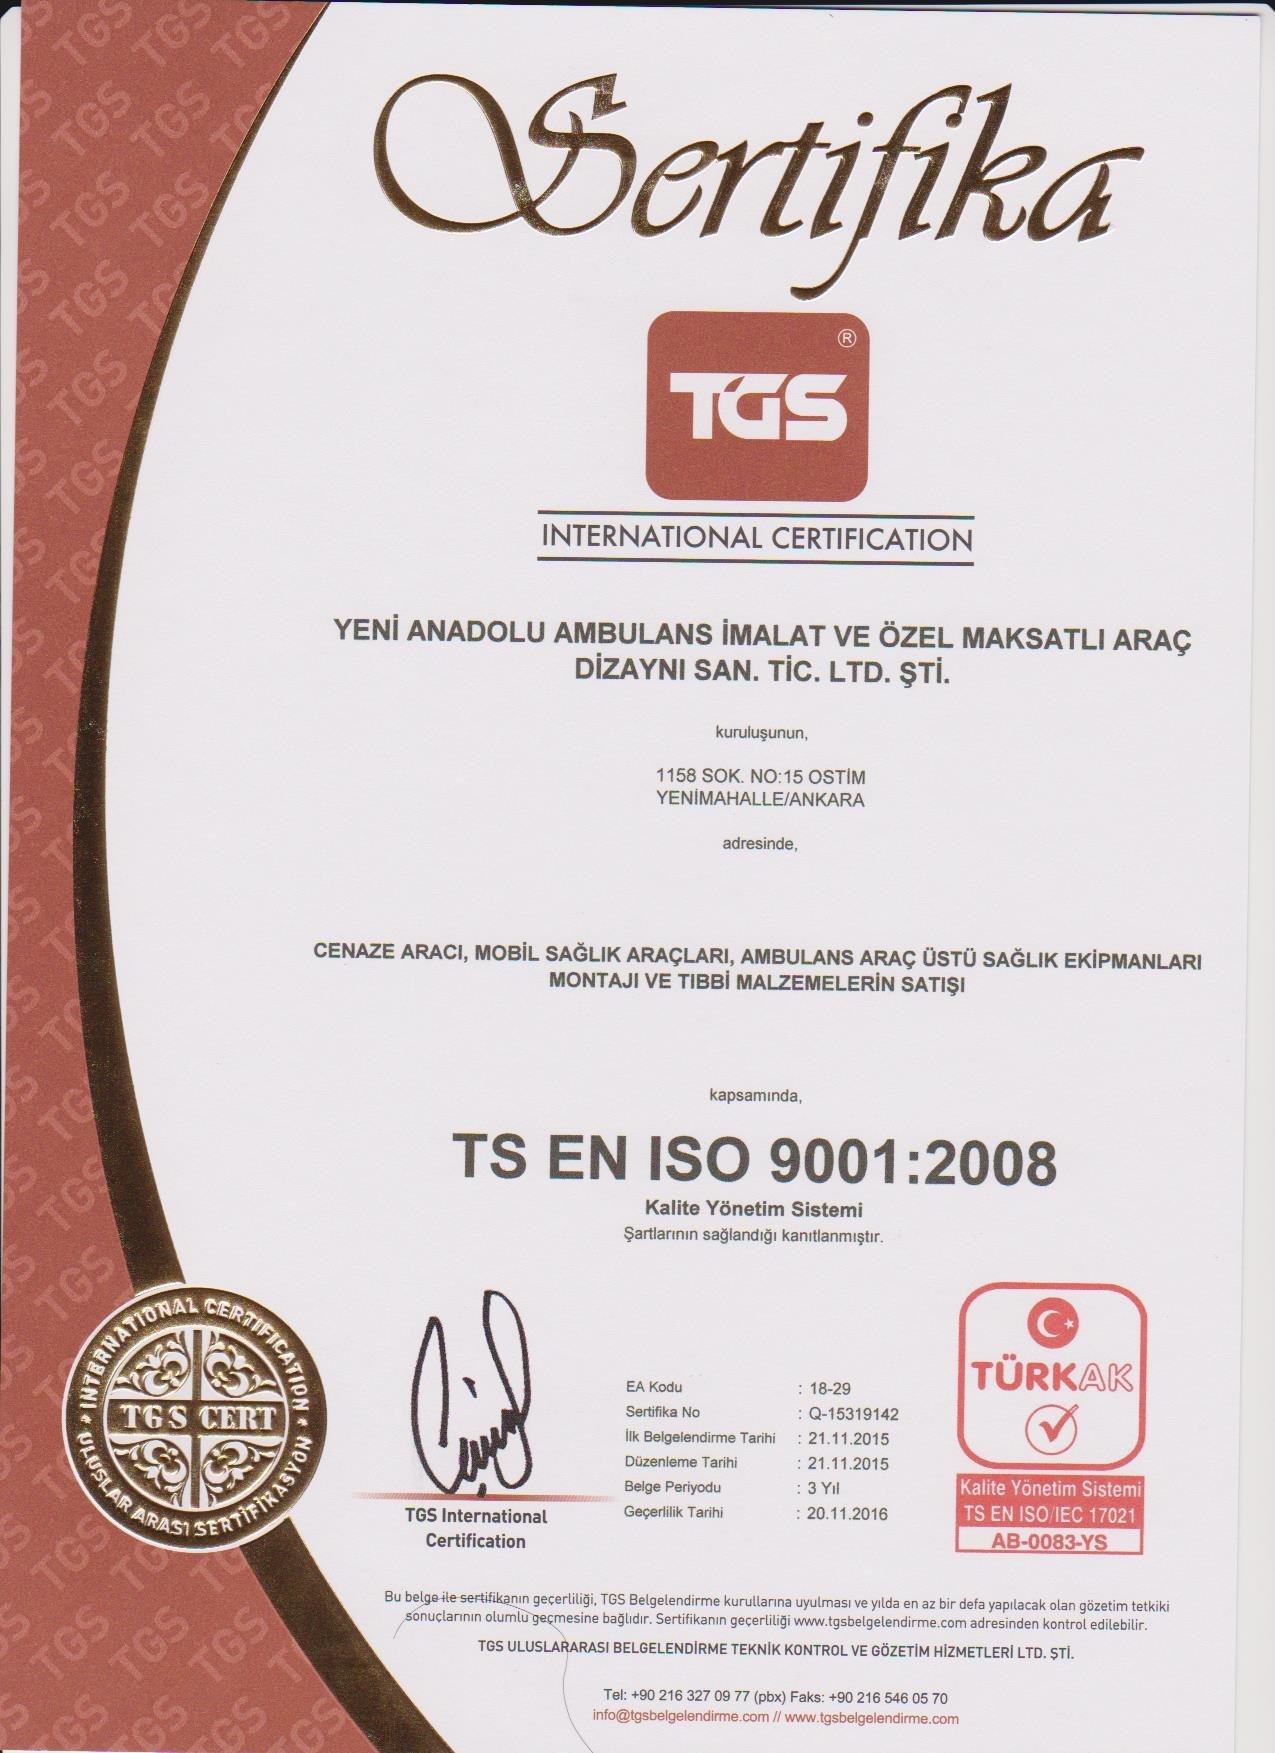 Sertifika
TGS
®
INTERNATIONAL CERTIFICATION
YENİ ANADOLU AMBULANS İMALAT VE ÖZEL MAKSATLI ARAÇ
DİZAYNI SAN. TİC. LTD. ŞTİ.
kuruluşunun,
1158 SOK. NO:15 OSTİM
YENİMAHALLE/ANKARA
adresinde,
CENAZE ARACI, MOBİL SAĞLIK ARAÇLARI, AMBULANS ARAÇ ÜSTÜ SAĞLIK EKİPMANLARI
MONTAJI VE TIBBİ MALZEMELERİN SATIŞI
kapsamında,
TS EN ISO 9001:2008
Kalite Yönetim Sistemi
Şartlarının sağlandığı kanıtlanmıştır.
INTERNATIONAL CERTIFICATION
TGS CERT
ULUSLARARASI SERTİFİKASYON
TGS International
Certification
EA Kodu : 18-29
Sertifika No : Q-15319142
İlk Belgelendirme Tarihi : 21.11.2015
Düzenleme Tarihi : 21.11.2015
Belge Periyodu : 3 Yıl
Geçerlilik Tarihi : 20.11.2016
TÜRKAK
Kalite Yönetim Sistemi
TS EN ISO/IEC 17021
AB-0083-YS
Bu belge ile sertifikanın geçerliliği, TGS Belgelendirme kurullarına uyulması ve yılda en az bir defa yapılacak olan gözetim tetkiki
sonuçlarının olumlu geçmesine bağlıdır. Sertifikanın geçerliliği www.tgsbelgelendirme.com adresinden kontrol edilebilir.
TGS ULUSLARARASI BELGELENDİRME TEKNİK KONTROL VE GÖZETİM HİZMETLERİ LTD. ŞTİ.
Tel: +90 216 327 09 77 (pbx) Faks: +90 216 546 05 70
info@tgsbelgelendirme.com // www.tgsbelgelendirme.com